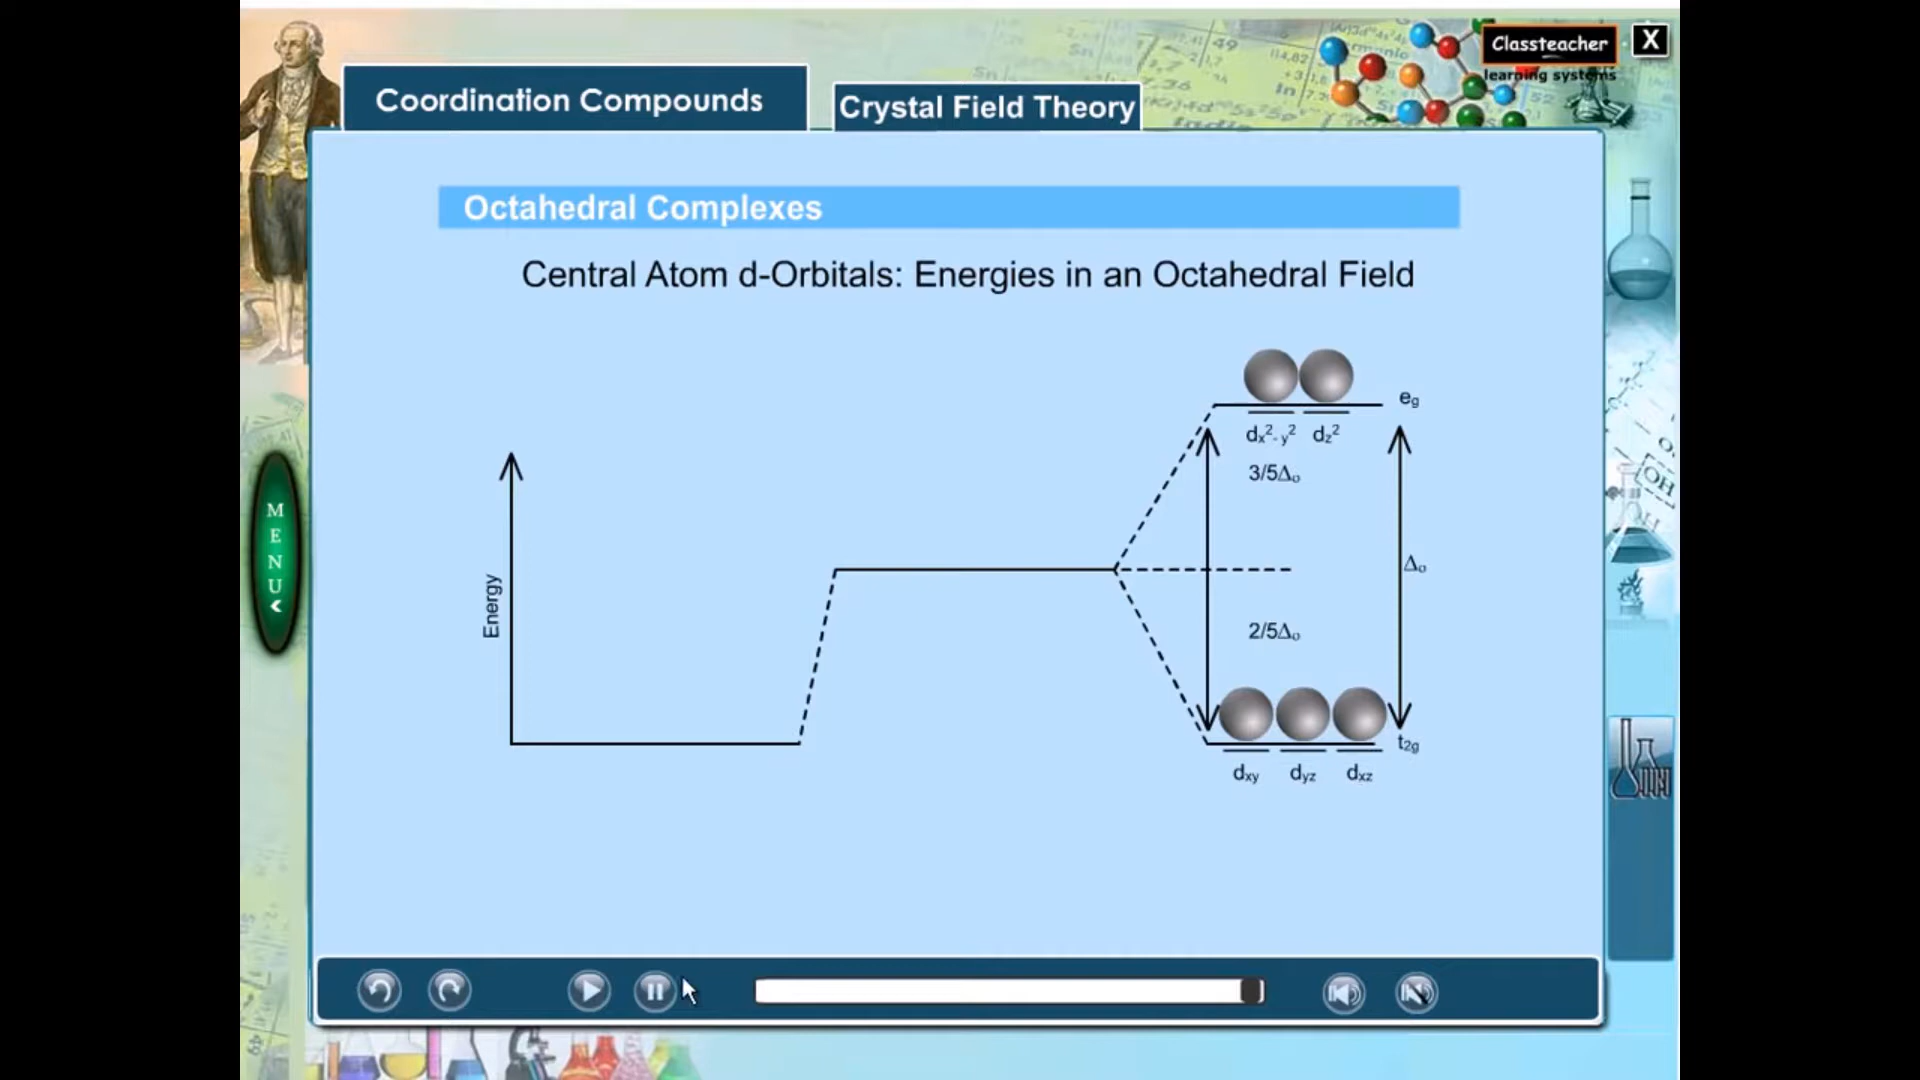 Classteacher
learning systems
X
Coordination Compounds
Crystal Field Theory
Octahedral Complexes
Central Atom d-Orbitals: Energies in an Octahedral Field
e₉
dx²-y² dz²
3/5Δₒ
MENU
Energy
Δₒ
2/5Δₒ
t2g
dxy dyz dxz